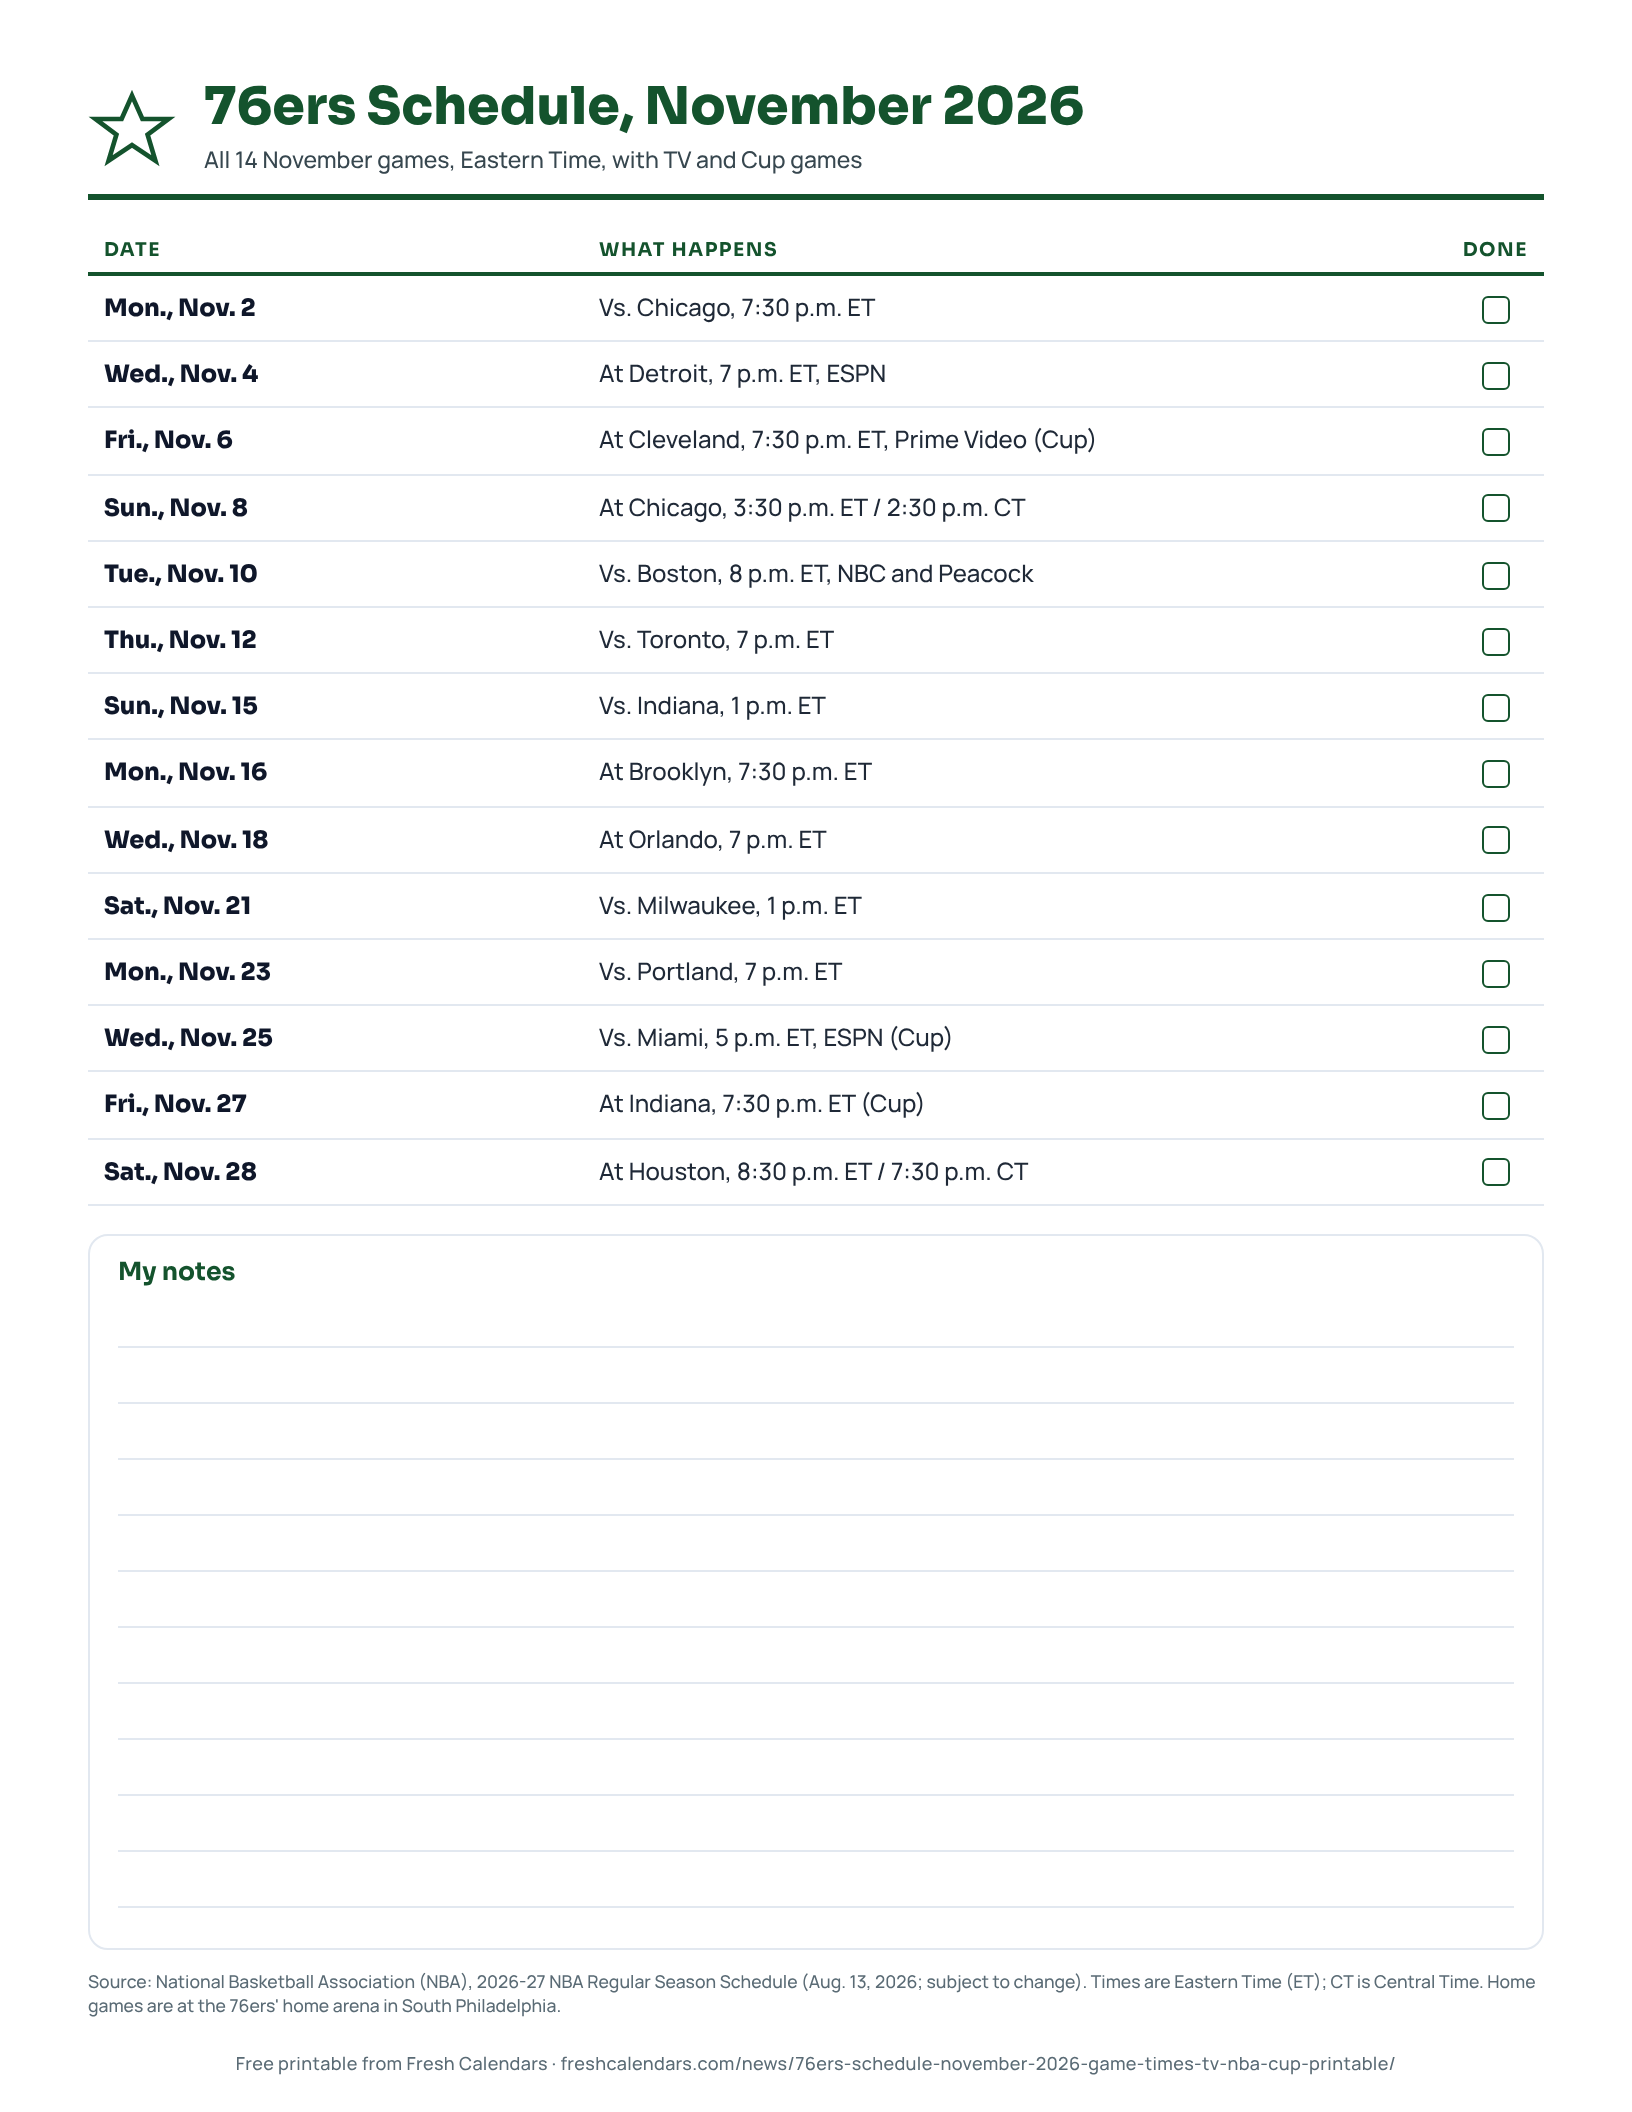 76ers Schedule, November 2026
All 14 November games, Eastern Time, with TV and Cup games
DATE WHAT HAPPENS DONE
Mon., Nov. 2 Vs. Chicago, 7:30 p.m. ET
Wed., Nov. 4 At Detroit, 7 p.m. ET, ESPN
Fri., Nov. 6 At Cleveland, 7:30 p.m. ET, Prime Video (Cup)
Sun., Nov. 8 At Chicago, 3:30 p.m. ET / 2:30 p.m. CT
Tue., Nov. 10 Vs. Boston, 8 p.m. ET, NBC and Peacock
Thu., Nov. 12 Vs. Toronto, 7 p.m. ET
Sun., Nov. 15 Vs. Indiana, 1 p.m. ET
Mon., Nov. 16 At Brooklyn, 7:30 p.m. ET
Wed., Nov. 18 At Orlando, 7 p.m. ET
Sat., Nov. 21 Vs. Milwaukee, 1 p.m. ET
Mon., Nov. 23 Vs. Portland, 7 p.m. ET
Wed., Nov. 25 Vs. Miami, 5 p.m. ET, ESPN (Cup)
Fri., Nov. 27 At Indiana, 7:30 p.m. ET (Cup)
Sat., Nov. 28 At Houston, 8:30 p.m. ET / 7:30 p.m. CT
My notes
Source: National Basketball Association (NBA), 2026-27 NBA Regular Season Schedule (Aug. 13, 2026; subject to change). Times are Eastern Time (ET); CT is Central Time. Home
games are at the 76ers' home arena in South Philadelphia.
Free printable from Fresh Calendars · freshcalendars.com/news/76ers-schedule-november-2026-game-times-tv-nba-cup-printable/